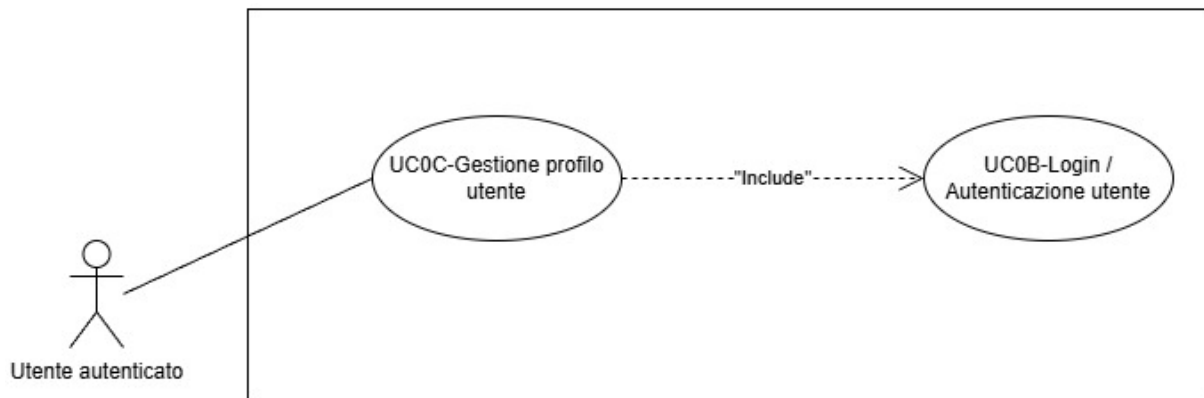 UC0C-Gestione profilo
utente
"Include"
UC0B-Login /
Autenticazione utente
Utente autenticato